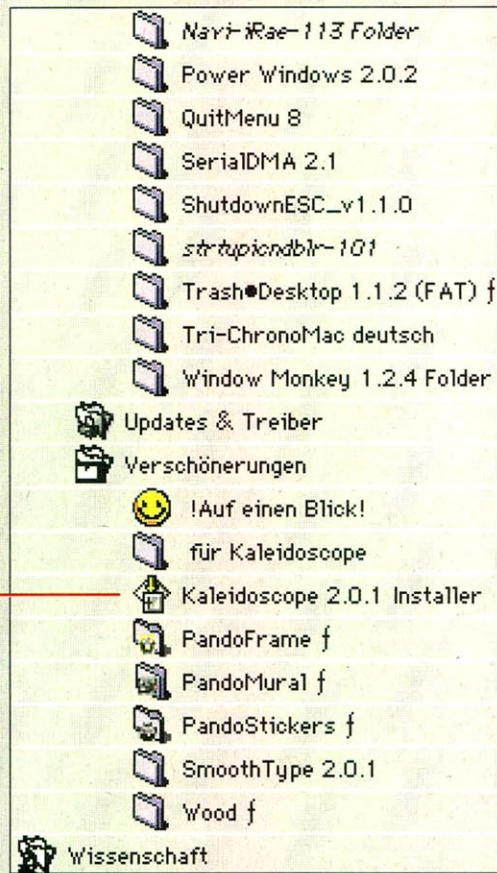 Navi-iRae-113 Folder
Power Windows 2.0.2
QuitMenu 8
SerialDMA 2.1
ShutdownESC_v1.1.0
strtupicndblr-101
Trash●Desktop 1.1.2 (FAT) ƒ
Tri-ChronoMac deutsch
Window Monkey 1.2.4 Folder
Updates & Treiber
Verschönerungen
!Auf einen Blick!
für Kaleidoscope
Kaleidoscope 2.0.1 Installer
PandoFrame ƒ
PandoMural ƒ
PandoStickers ƒ
SmoothType 2.0.1
Wood ƒ
Wissenschaft